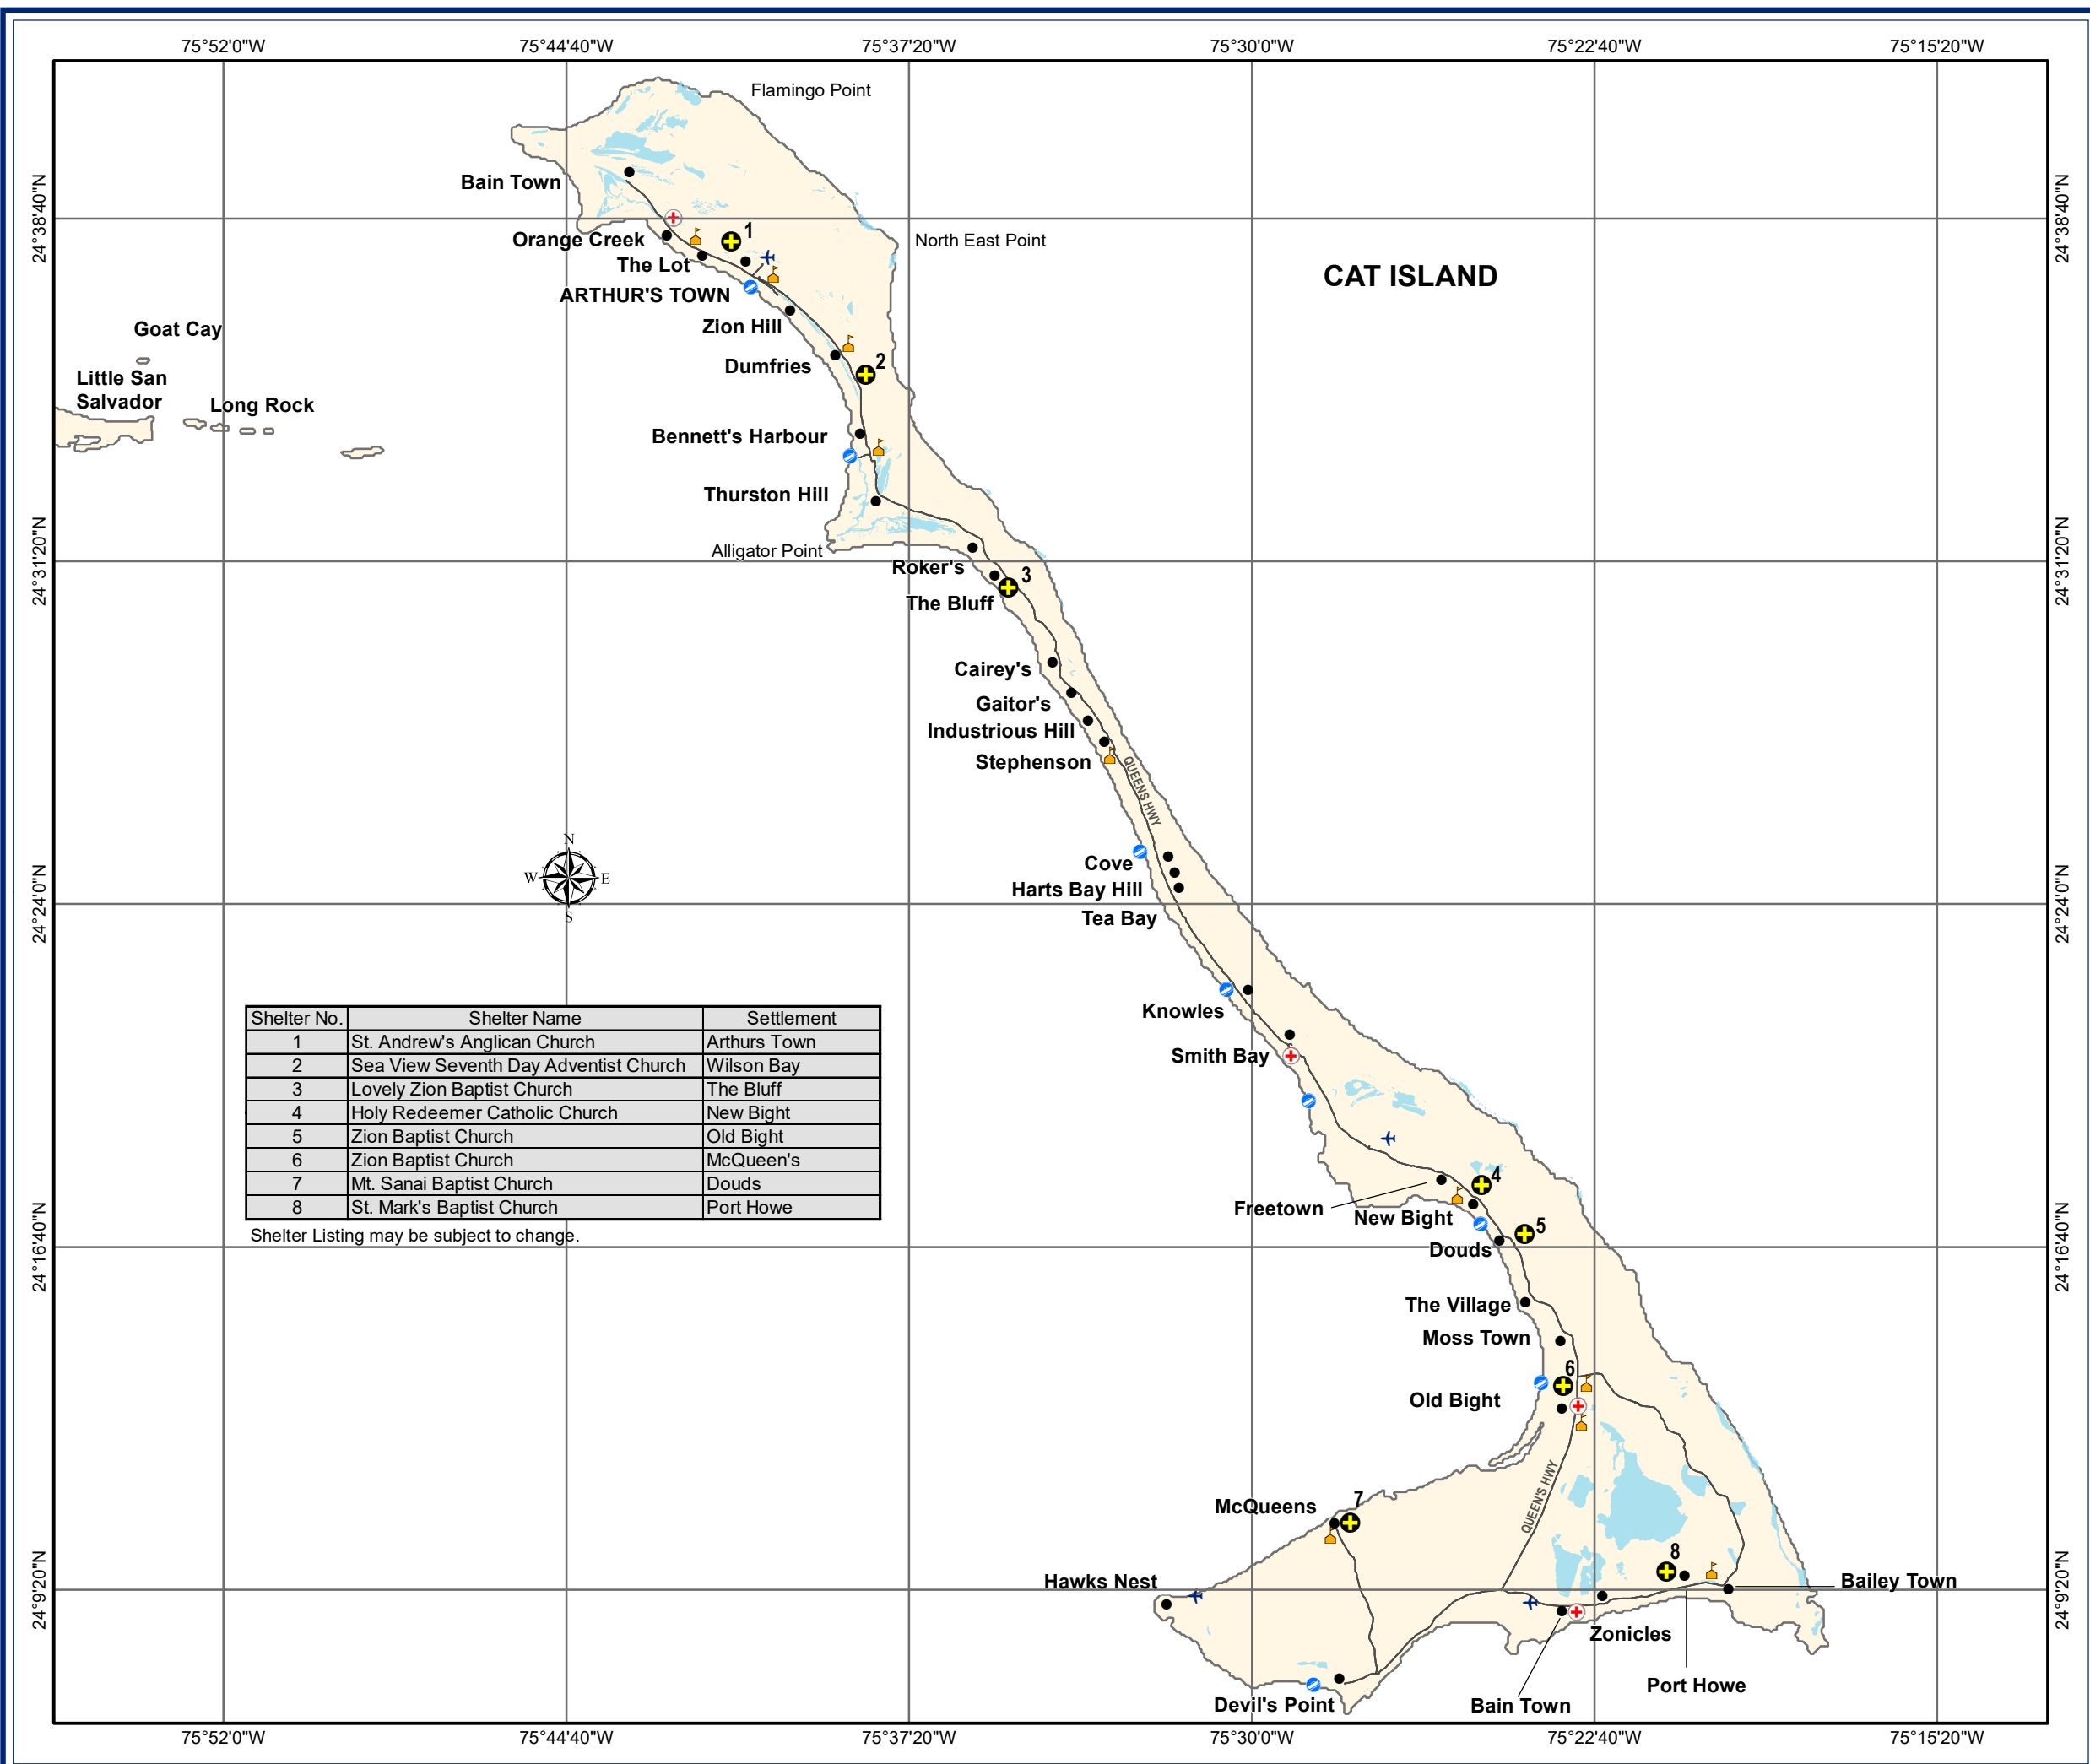 75°52'0"W 75°44'40"W 75°37'20"W 75°30'0"W 75°22'40"W 75°15'20"W
Flamingo Point
Bain Town
24°38'40"N
24°38'40"N
1
Orange Creek
North East Point
The Lot
CAT ISLAND
ARTHUR'S TOWN
Zion Hill
Goat Cay
Dumfries
2
Little San
Salvador
Long Rock
Bennett's Harbour
Thurston Hill
Alligator Point
24°31'20"N
24°31'20"N
Roker's
3
The Bluff
Cairey's
Gaitor's
Industrious Hill
Stephenson
QUEENS HWY
N
W E
S
Cove
Harts Bay Hill
24°24'0"N
24°24'0"N
Tea Bay
Knowles
Smith Bay
Shelter No. Shelter Name Settlement
1 St. Andrew's Anglican Church Arthurs Town
2 Sea View Seventh Day Adventist Church Wilson Bay
3 Lovely Zion Baptist Church The Bluff
4 Holy Redeemer Catholic Church New Bight
5 Zion Baptist Church Old Bight
6 Zion Baptist Church McQueen's
7 Mt. Sanai Baptist Church Douds
8 St. Mark's Baptist Church Port Howe
Shelter Listing may be subject to change.
4
Freetown
New Bight
5
Douds
24°16'40"N
24°16'40"N
The Village
Moss Town
6
Old Bight
QUEEN'S HWY
McQueens
7
8
Hawks Nest
Bailey Town
24°9'20"N
24°9'20"N
Zonicles
Port Howe
Devil's Point
Bain Town
75°52'0"W 75°44'40"W 75°37'20"W 75°30'0"W 75°22'40"W 75°15'20"W